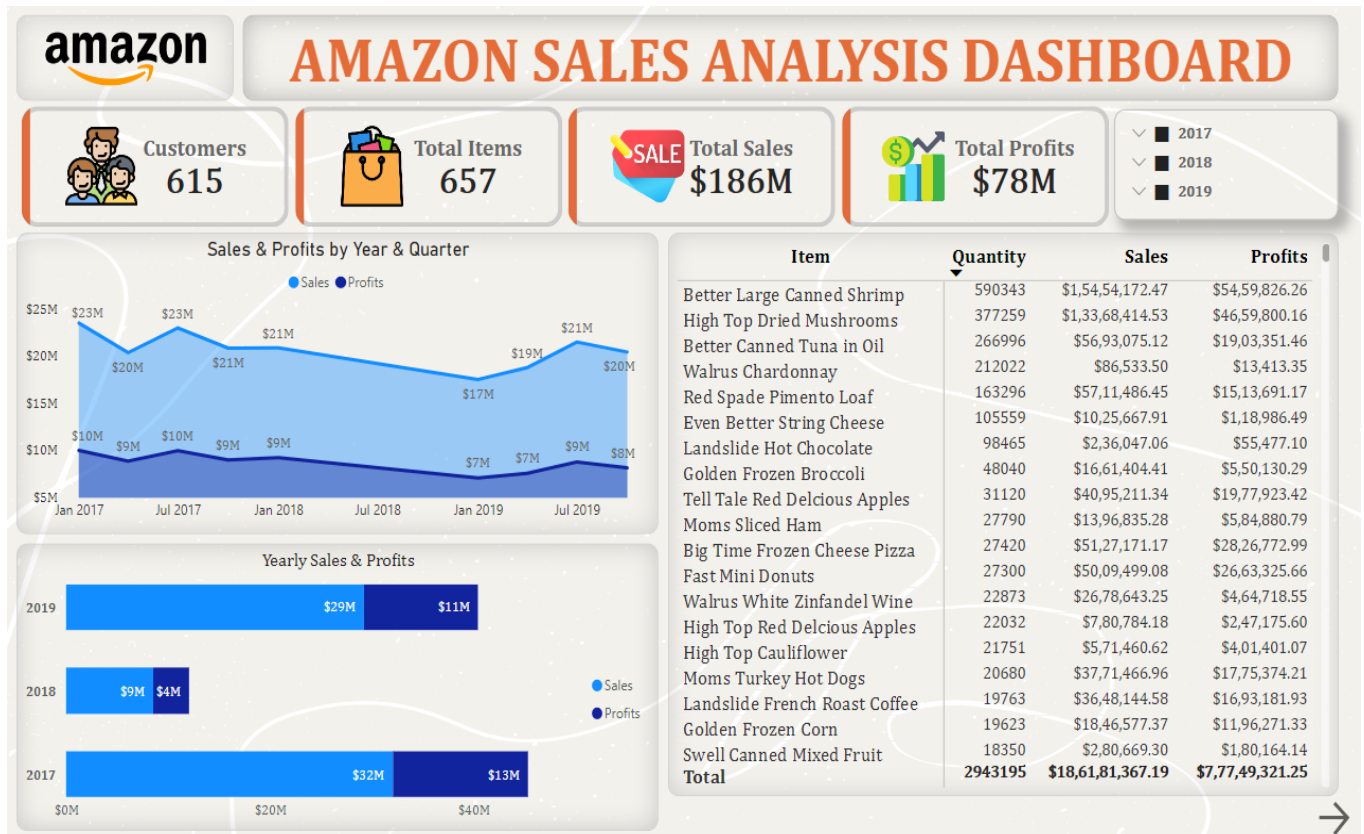 amazon
AMAZON SALES ANALYSIS DASHBOARD
Customers
615
Total Items
657
SALE
Total Sales
$186M
$
Total Profits
$78M
2017
2018
2019
Sales & Profits by Year & Quarter
Sales Profits
$25M
$20M
$15M
$10M
$5M
$23M
$20M
$23M
$21M
$21M
$17M
$19M
$21M
$20M
$10M
$9M
$10M
$9M
$9M
$7M
$7M
$9M
$8M
Jan 2017 Jul 2017 Jan 2018 Jul 2018 Jan 2019 Jul 2019
Yearly Sales & Profits
2019 $29M $11M
2018 $9M $4M
2017 $32M $13M
Sales
Profits
$0M $20M $40M
Item Quantity Sales Profits
Better Large Canned Shrimp 590343 $1,54,54,172.47 $54,59,826.26
High Top Dried Mushrooms 377259 $1,33,68,414.53 $46,59,800.16
Better Canned Tuna in Oil 266996 $56,93,075.12 $19,03,351.46
Walrus Chardonnay 212022 $86,533.50 $13,413.35
Red Spade Pimento Loaf 163296 $57,11,486.45 $15,13,691.17
Even Better String Cheese 105559 $10,25,667.91 $1,18,986.49
Landslide Hot Chocolate 98465 $2,36,047.06 $55,477.10
Golden Frozen Broccoli 48040 $16,61,404.41 $5,50,130.29
Tell Tale Red Delcious Apples 31120 $40,95,211.34 $19,77,923.42
Moms Sliced Ham 27790 $13,96,835.28 $5,84,880.79
Big Time Frozen Cheese Pizza 27420 $51,27,171.17 $28,26,772.99
Fast Mini Donuts 27300 $50,09,499.08 $26,63,325.66
Walrus White Zinfandel Wine 22873 $26,78,643.25 $4,64,718.55
High Top Red Delcious Apples 22032 $7,80,784.18 $2,47,175.60
High Top Cauliflower 21751 $5,71,460.62 $4,01,401.07
Moms Turkey Hot Dogs 20680 $37,71,466.96 $17,75,374.21
Landslide French Roast Coffee 19763 $36,48,144.58 $16,93,181.93
Golden Frozen Corn 19623 $18,46,577.37 $11,96,271.33
Swell Canned Mixed Fruit 18350 $2,80,669.30 $1,80,164.14
Total 2943195 $18,61,81,367.19 $7,77,49,321.25